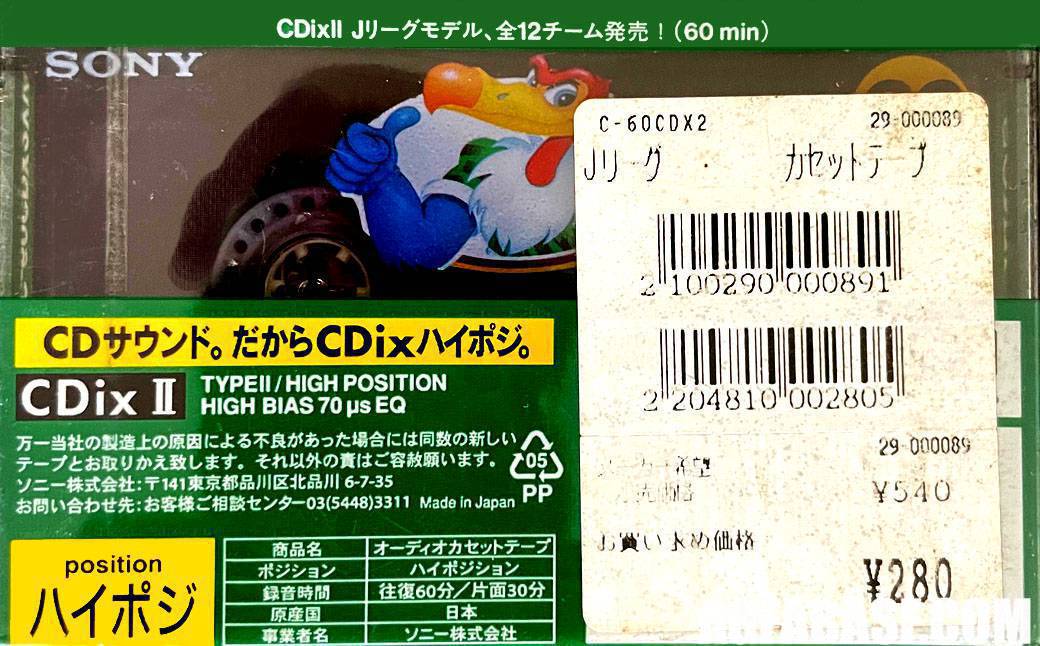 CDixII Jリーグモデル、全12チーム発売！（60 min）
SONY
C-60CDX2 29-000089
Jリーグ ・ カセットテープ
2 100290 000891
2 204810 002805
29-000089
¥540
お買い求め価格
¥280
CDサウンド。だからCDixハイポジ。
CDix II
TYPEII/HIGH POSITION
HIGH BIAS 70 μs EQ
万一当社の製造上の原因による不良があった場合には同数の新しい
テープとお取りかえ致します。それ以外の責はご容赦願います。
ソニー株式会社：〒141東京都品川区北品川 6-7-35
お問い合わせ先：お客様ご相談センター03(5448)3311 Made in Japan
05
PP
position
ハイポジ
商品名 オーディオカセットテープ
ポジション ハイポジション
録音時間 往復60分／片面30分
原産国 日本
事業者名 ソニー株式会社